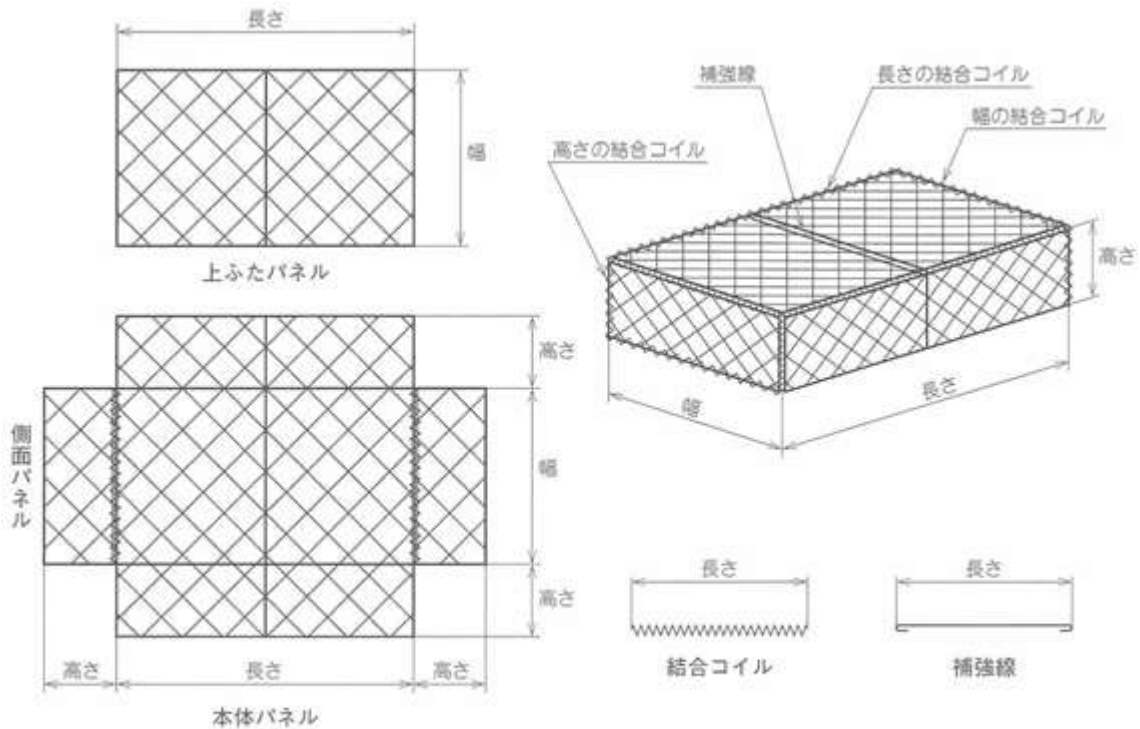 長さ
幅
上ふたパネル
補強線
長さの結合コイル
幅の結合コイル
高さの結合コイル
高さ
幅
長さ
高さ
側面パネル
幅
高さ
高さ
長さ
高さ
本体パネル
長さ
結合コイル
長さ
補強線